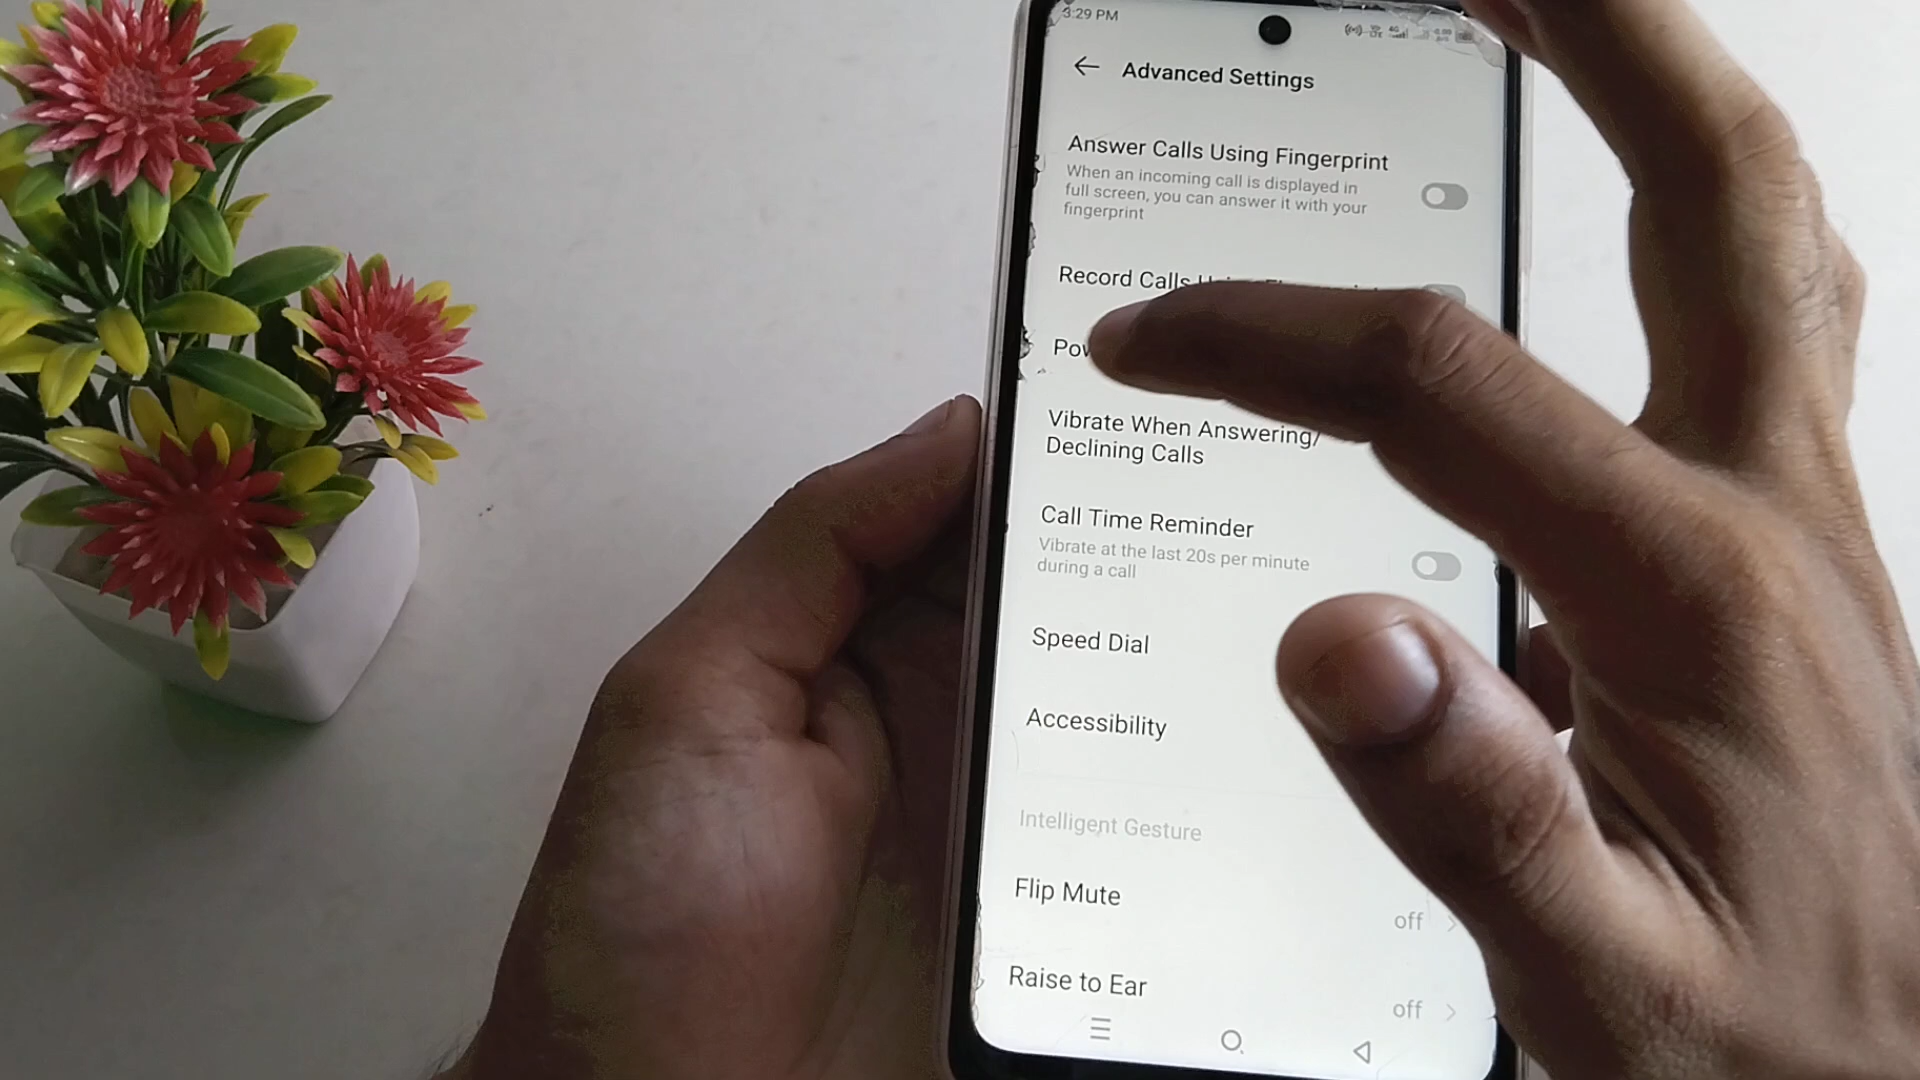 3:29 PM
Advanced Settings
Answer Calls Using Fingerprint
When an incoming call is displayed in
full screen, you can answer it with your
fingerprint
Record Calls
Vibrate When Answering/
Declining Calls
Call Time Reminder
Vibrate at the last 20s per minute
during a call
Speed Dial
Accessibility
Intelligent Gesture
Flip Mute
off
Raise to Ear
off